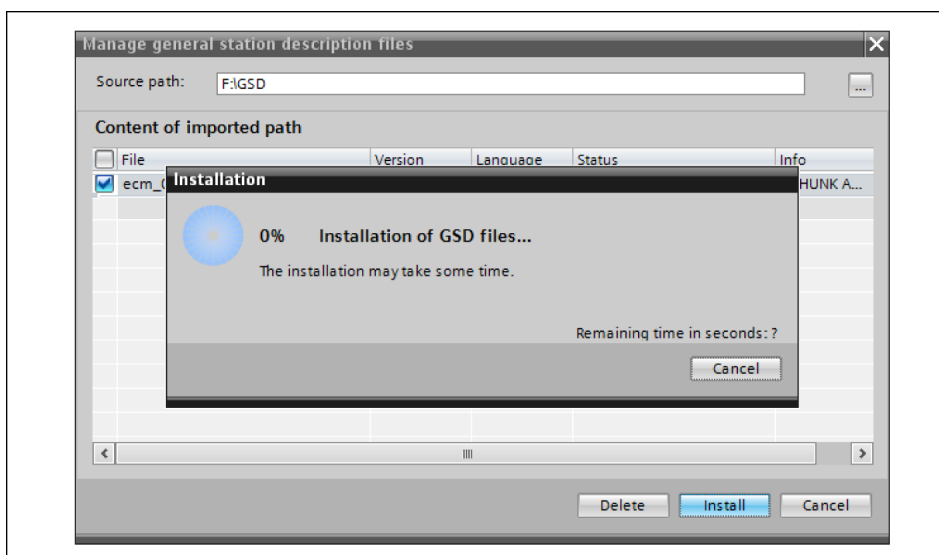 Manage general station description files
Source path: F:\GSD ...
Content of imported path
File Version Language Status Info
ecm_ HUNK A...
Installation
0% Installation of GSD files...
The installation may take some time.
Remaining time in seconds: ?
Cancel
Delete Install Cancel